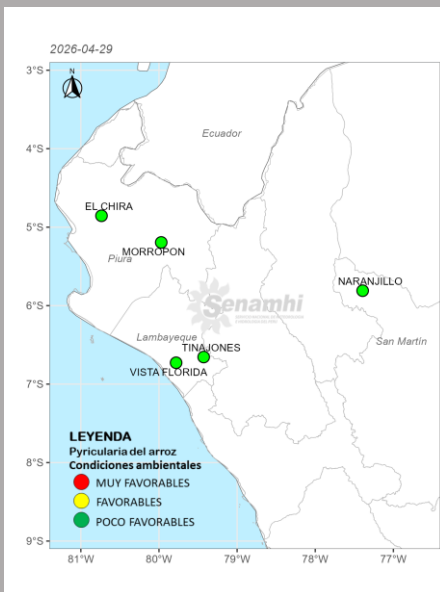 2026-04-29
3°S
N
Ecuador
4°S
EL CHIRA
5°S
MORROPON
Piura
NARANJILLO
6°S
Senamhi
Lambayeque
TINAJONES
San Martín
VISTA FLORIDA
7°S
LEYENDA
Pyricularia del arroz
Condiciones ambientales
MUY FAVORABLES
8°S
FAVORABLES
POCO FAVORABLES
9°S
81°W 80°W 79°W 78°W 77°W